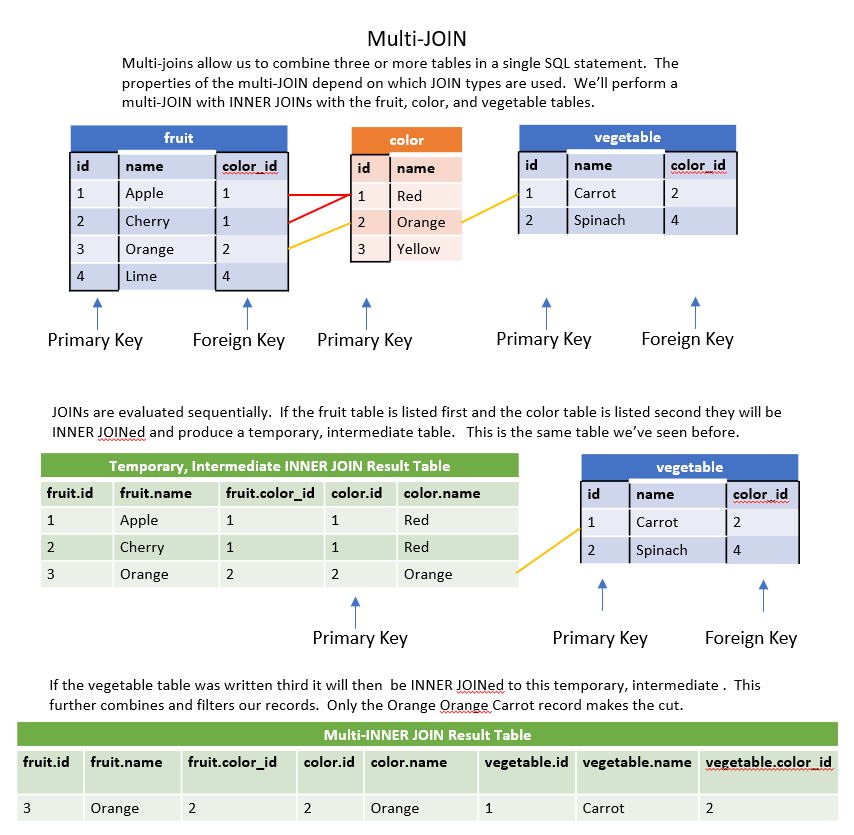 Multi-JOIN
Multi-joins allow us to combine three or more tables in a single SQL statement.  The
properties of the multi-JOIN depend on which JOIN types are used.  We'll perform a
multi-JOIN with INNER JOINs with the fruit, color, and vegetable tables.
fruit
id name color_id
1 Apple 1
2 Cherry 1
3 Orange 2
4 Lime 4
color
id name
1 Red
2 Orange
3 Yellow
vegetable
id name color_id
1 Carrot 2
2 Spinach 4
Primary Key Foreign Key Primary Key Primary Key Foreign Key
JOINs are evaluated sequentially.  If the fruit table is listed first and the color table is listed second they will be
INNER JOINed and produce a temporary, intermediate table.   This is the same table we've seen before.
Temporary, Intermediate INNER JOIN Result Table
fruit.id fruit.name fruit.color_id color.id color.name
1 Apple 1 1 Red
2 Cherry 1 1 Red
3 Orange 2 2 Orange
vegetable
id name color_id
1 Carrot 2
2 Spinach 4
Primary Key Primary Key Foreign Key
If the vegetable table was written third it will then  be INNER JOINed to this temporary, intermediate .  This
further combines and filters our records.  Only the Orange Orange Carrot record makes the cut.
Multi-INNER JOIN Result Table
fruit.id fruit.name fruit.color_id color.id color.name vegetable.id vegetable.name vegetable.color_id
3 Orange 2 2 Orange 1 Carrot 2